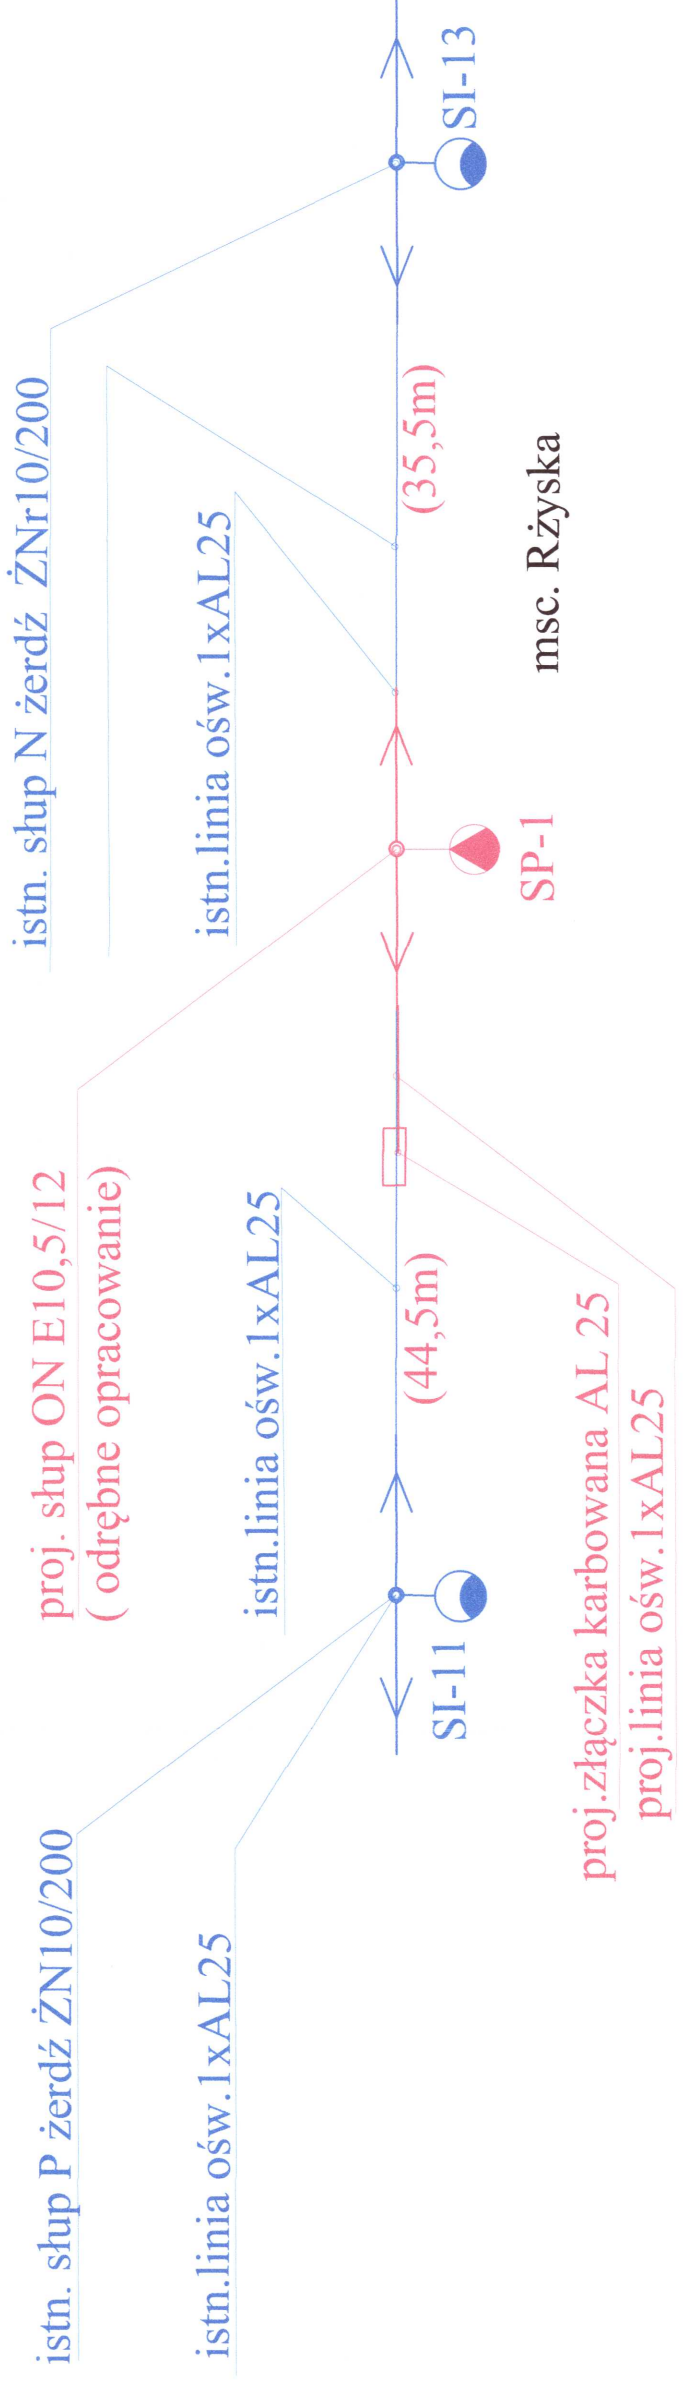 istn. słup P żerdź ŻN10/200
istn.linia ośw.1xAL25
SI-11
proj. słup ON E10,5/12
( odrębne opracowanie)
istn.linia ośw.1xAL25
(44,5m)
proj.złączka karbowana AL 25
proj.linia ośw.1xAL25
istn. słup N żerdź ŻNr10/200
istn.linia ośw.1xAL25
SP-1
(35,5m)
msc. Rżyska
SI-13